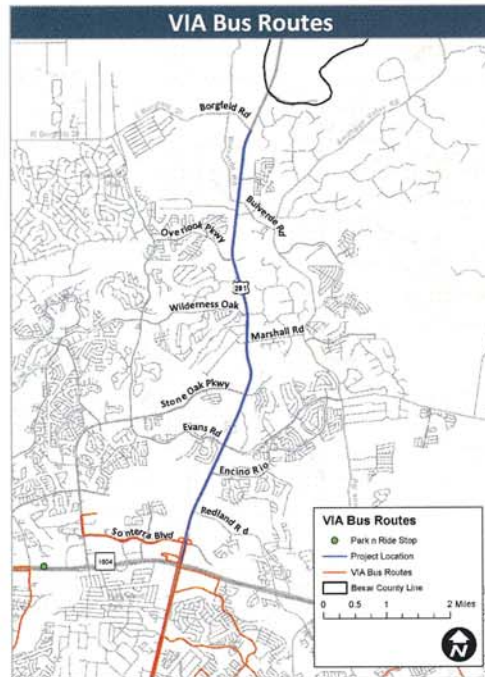 VIA Bus Routes
Borgfeld Rd
Bulverde Rd
Overlook Pkwy
281
Wilderness Oak
Marshall Rd
Stone Oak Pkwy
Evans Rd
Encino Rio
Redland Rd
Sonterra Blvd
1604
VIA Bus Routes
Park n Ride Stop
Project Location
VIA Bus Routes
Bexar County Line
0 0.5 1 2 Miles
N